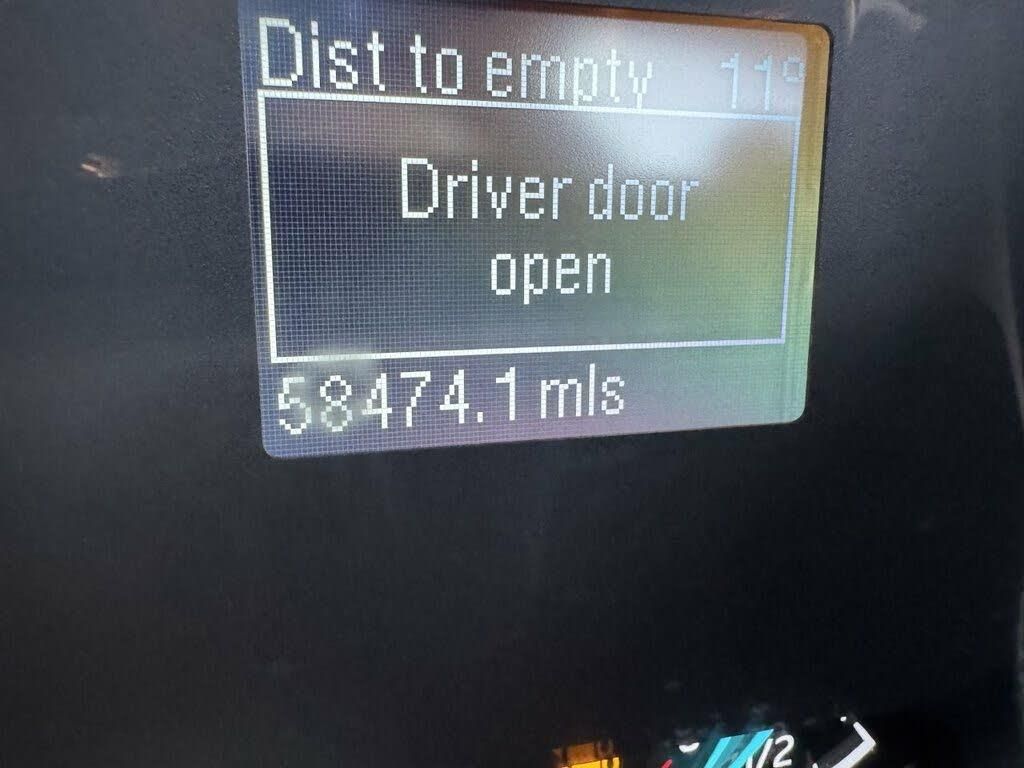 Dist to empty 11°
Driver door
open
58474.1 mls
1/2